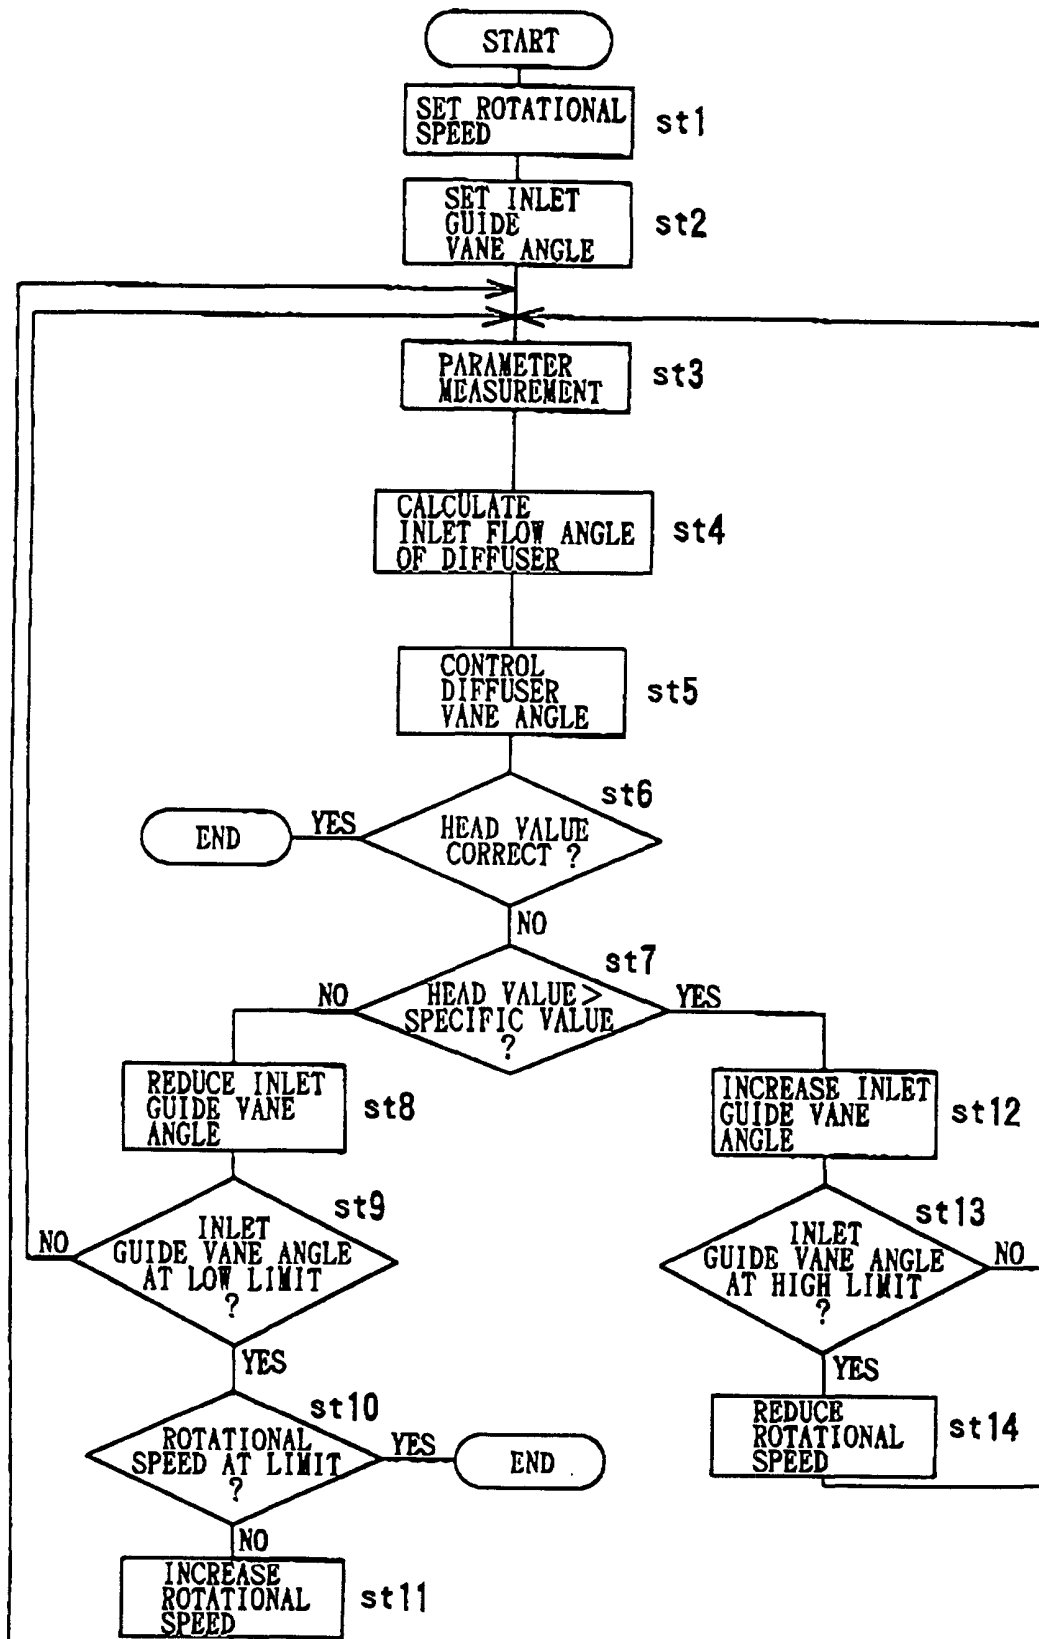 START
SET ROTATIONAL
SPEED
st1
SET INLET
GUIDE
VANE ANGLE
st2
PARAMETER
MEASUREMENT
st3
CALCULATE
INLET FLOW ANGLE
OF DIFFUSER
st4
CONTROL
DIFFUSER
VANE ANGLE
st5
st6
HEAD VALUE
CORRECT ?
YES
END
NO
st7
HEAD VALUE >
SPECIFIC VALUE
?
NO
YES
REDUCE INLET
GUIDE VANE
ANGLE
st8
INCREASE INLET
GUIDE VANE
ANGLE
st12
st9
INLET
GUIDE VANE ANGLE
AT LOW LIMIT
?
NO
YES
st13
INLET
GUIDE VANE ANGLE
AT HIGH LIMIT
?
NO
YES
st10
ROTATIONAL
SPEED AT LIMIT
?
YES
END
NO
REDUCE
ROTATIONAL
SPEED
st14
INCREASE
ROTATIONAL
SPEED
st11